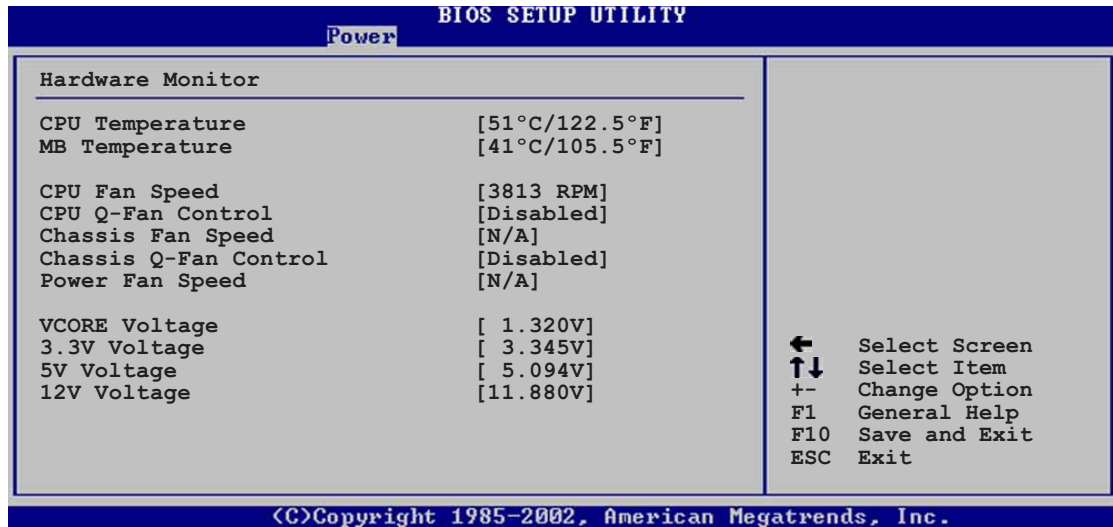 BIOS SETUP UTILITY
Power
Hardware Monitor
CPU Temperature [51°C/122.5°F]
MB Temperature [41°C/105.5°F]
CPU Fan Speed [3813 RPM]
CPU Q-Fan Control [Disabled]
Chassis Fan Speed [N/A]
Chassis Q-Fan Control [Disabled]
Power Fan Speed [N/A]
VCORE Voltage [ 1.320V]
3.3V Voltage [ 3.345V]
5V Voltage [ 5.094V]
12V Voltage [11.880V]
← Select Screen
↑↓ Select Item
+- Change Option
F1 General Help
F10 Save and Exit
ESC Exit
(C)Copyright 1985-2002, American Megatrends, Inc.